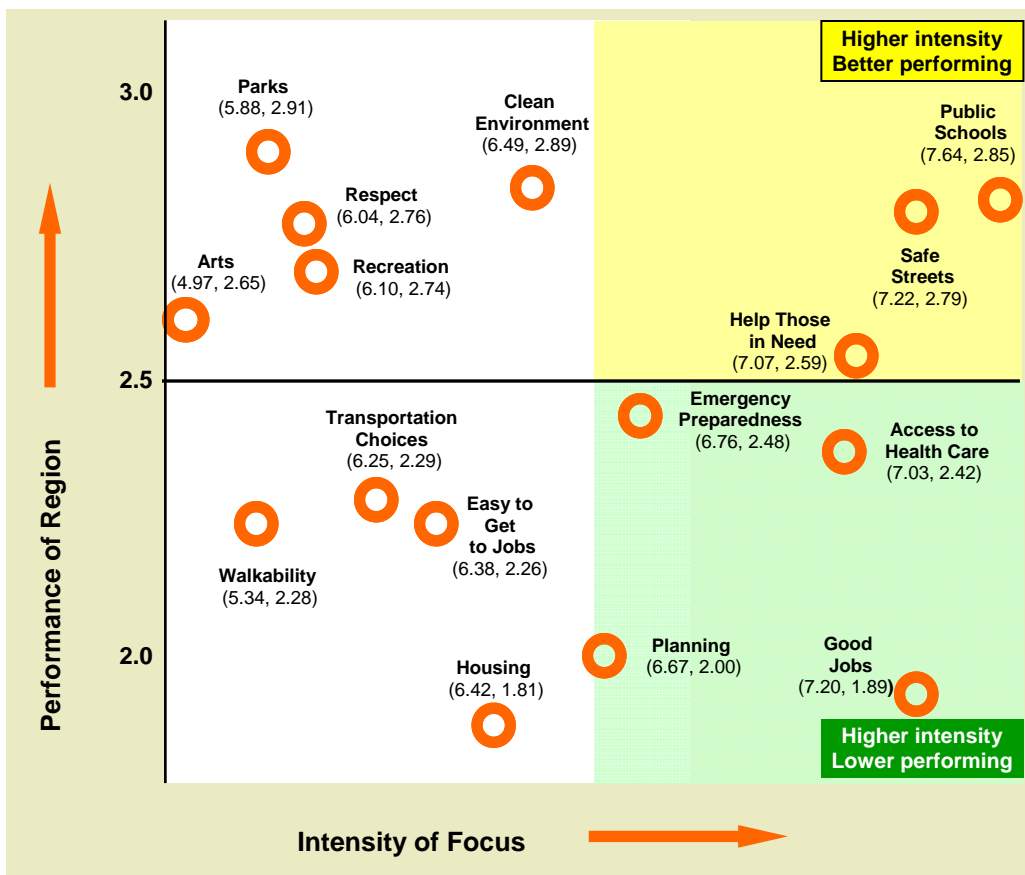 Higher intensity
Better performing
3.0
Parks
(5.88, 2.91)
Clean
Environment
(6.49, 2.89)
Public
Schools
(7.64, 2.85)
Respect
(6.04, 2.76)
Arts
(4.97, 2.65)
Recreation
(6.10, 2.74)
Safe
Streets
(7.22, 2.79)
Help Those
in Need
(7.07, 2.59)
2.5
Emergency
Preparedness
(6.76, 2.48)
Transportation
Choices
(6.25, 2.29)
Access to
Health Care
(7.03, 2.42)
Easy to
Get
to Jobs
(6.38, 2.26)
Walkability
(5.34, 2.28)
2.0
Planning
(6.67, 2.00)
Good
Jobs
(7.20, 1.89)
Housing
(6.42, 1.81)
Higher intensity
Lower performing
Performance of Region
Intensity of Focus